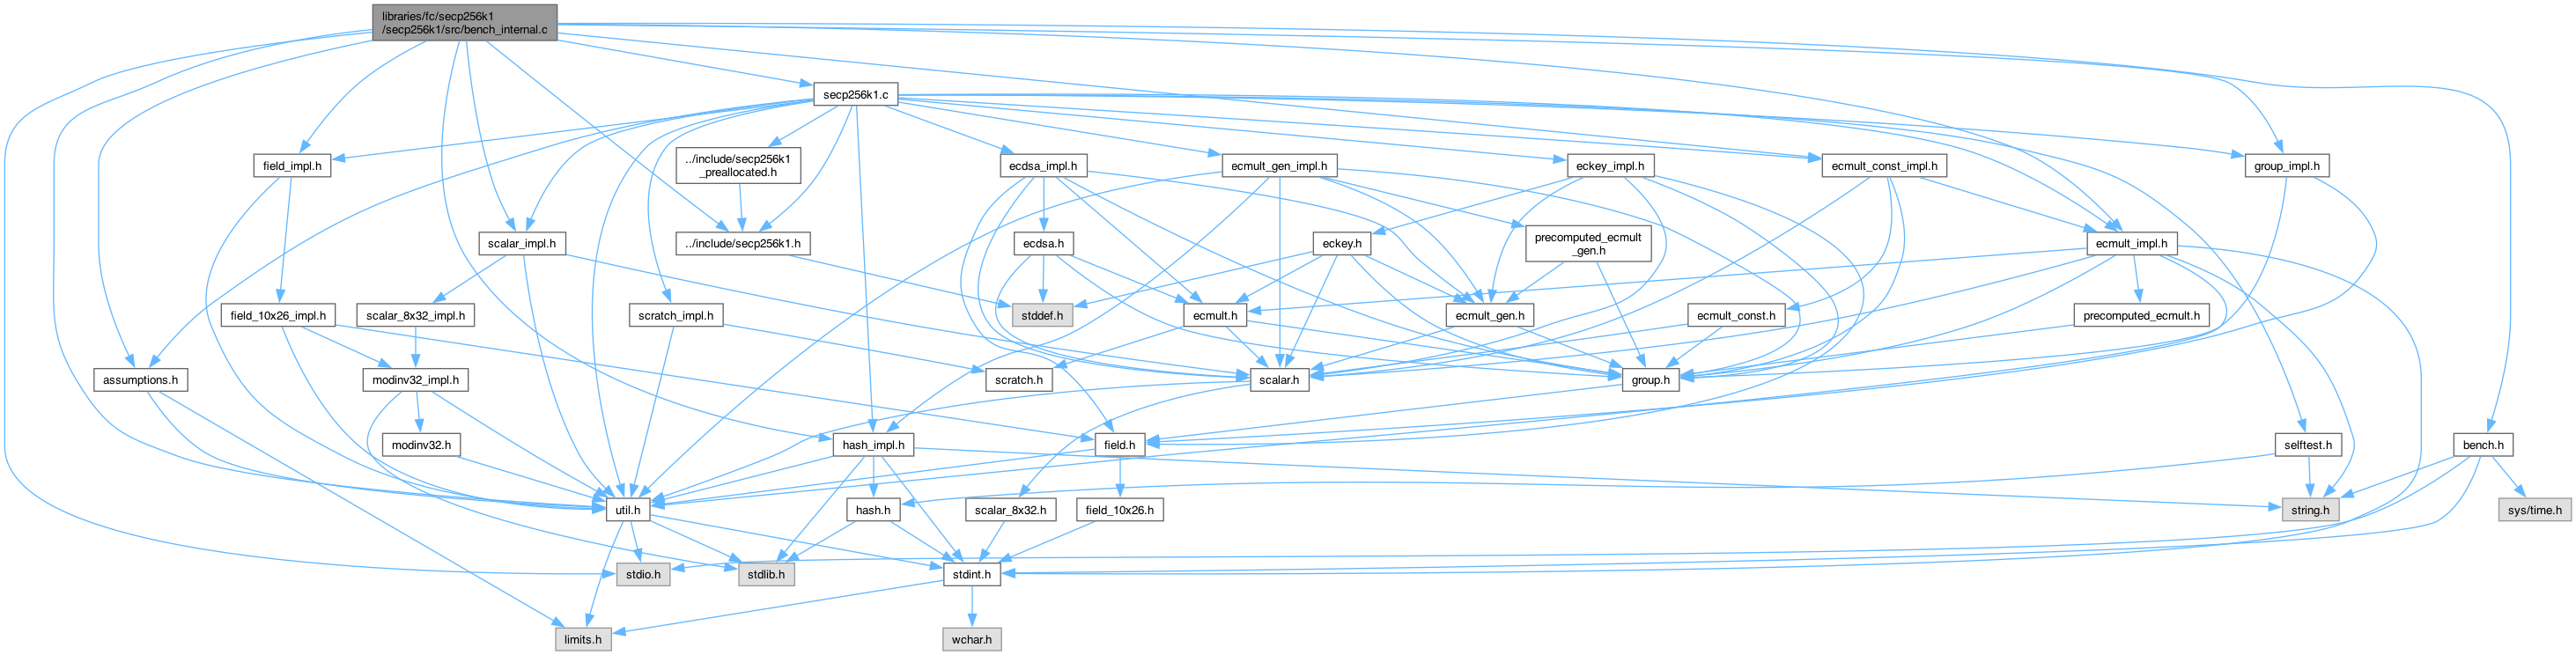 libraries/fc/secp256k1
/secp256k1/src/bench_internal.c
secp256k1.c
field_impl.h
../include/secp256k1
_preallocated.h
ecdsa_impl.h
ecmult_gen_impl.h
eckey_impl.h
ecmult_const_impl.h
group_impl.h
scalar_impl.h
../include/secp256k1.h
ecdsa.h
eckey.h
precomputed_ecmult
_gen.h
ecmult_impl.h
field_10x26_impl.h
scalar_8x32_impl.h
scratch_impl.h
stddef.h
ecmult.h
ecmult_gen.h
ecmult_const.h
precomputed_ecmult.h
assumptions.h
modinv32_impl.h
scratch.h
scalar.h
group.h
modinv32.h
hash_impl.h
field.h
selftest.h
bench.h
util.h
hash.h
scalar_8x32.h
field_10x26.h
string.h
sys/time.h
stdio.h
stdlib.h
stdint.h
limits.h
wchar.h